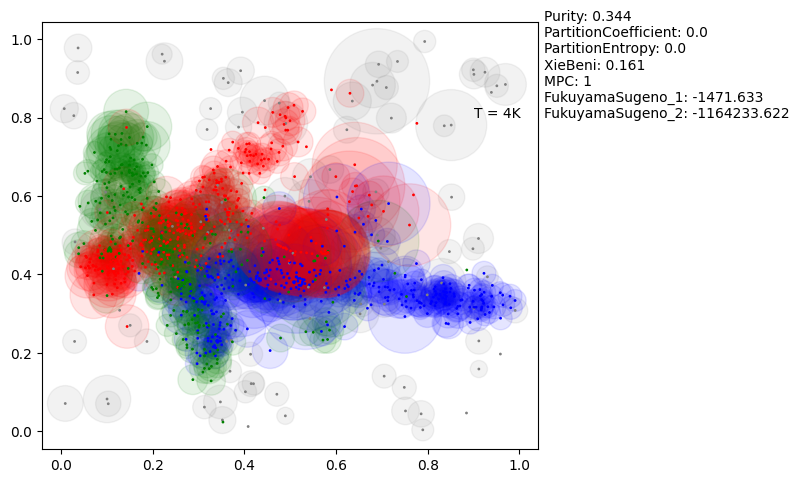 Purity: 0.344
PartitionCoefficient: 0.0
PartitionEntropy: 0.0
XieBeni: 0.161
MPC: 1
FukuyamaSugeno_1: -1471.633
FukuyamaSugeno_2: -1164233.622
T = 4K
1.0
0.8
0.6
0.4
0.2
0.0
0.0 0.2 0.4 0.6 0.8 1.0